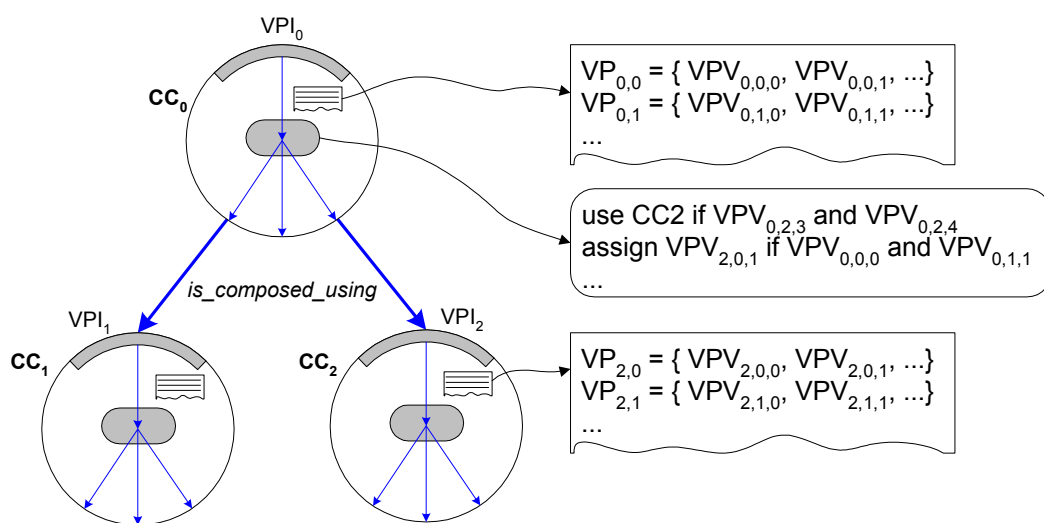 VPI₀
CC₀
VP₀,₀ = { VPV₀,₀,₀, VPV₀,₀,₁, ...}
VP₀,₁ = { VPV₀,₁,₀, VPV₀,₁,₁, ...}
...
use CC2 if VPV₀,₂,₃ and VPV₀,₂,₄
assign VPV₂,₀,₁ if VPV₀,₀,₀ and VPV₀,₁,₁
...
is_composed_using
VPI₁
CC₁
VPI₂
CC₂
VP₂,₀ = { VPV₂,₀,₀, VPV₂,₀,₁, ...}
VP₂,₁ = { VPV₂,₁,₀, VPV₂,₁,₁, ...}
...